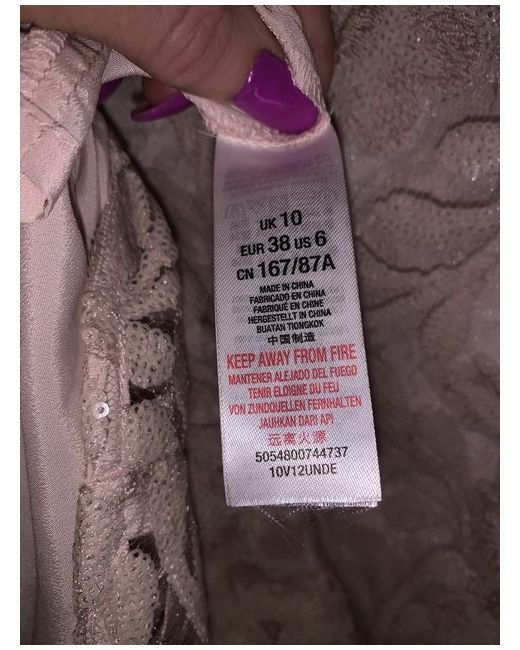 UK 10
EUR 38 US 6
CN 167/87A
MADE IN CHINA
FABRICADO EN CHINA
FABRIQUÉ EN CHINE
HERGESTELLT IN CHINA
BUATAN TIONGKOK
中国制造
KEEP AWAY FROM FIRE
MANTENER ALEJADO DEL FUEGO
TENIR ELOIGNE DU FEU
VON ZUNDQUELLEN FERNHALTEN
JAUHKAN DARI API
远离火源
5054800744737
10V12UNDE